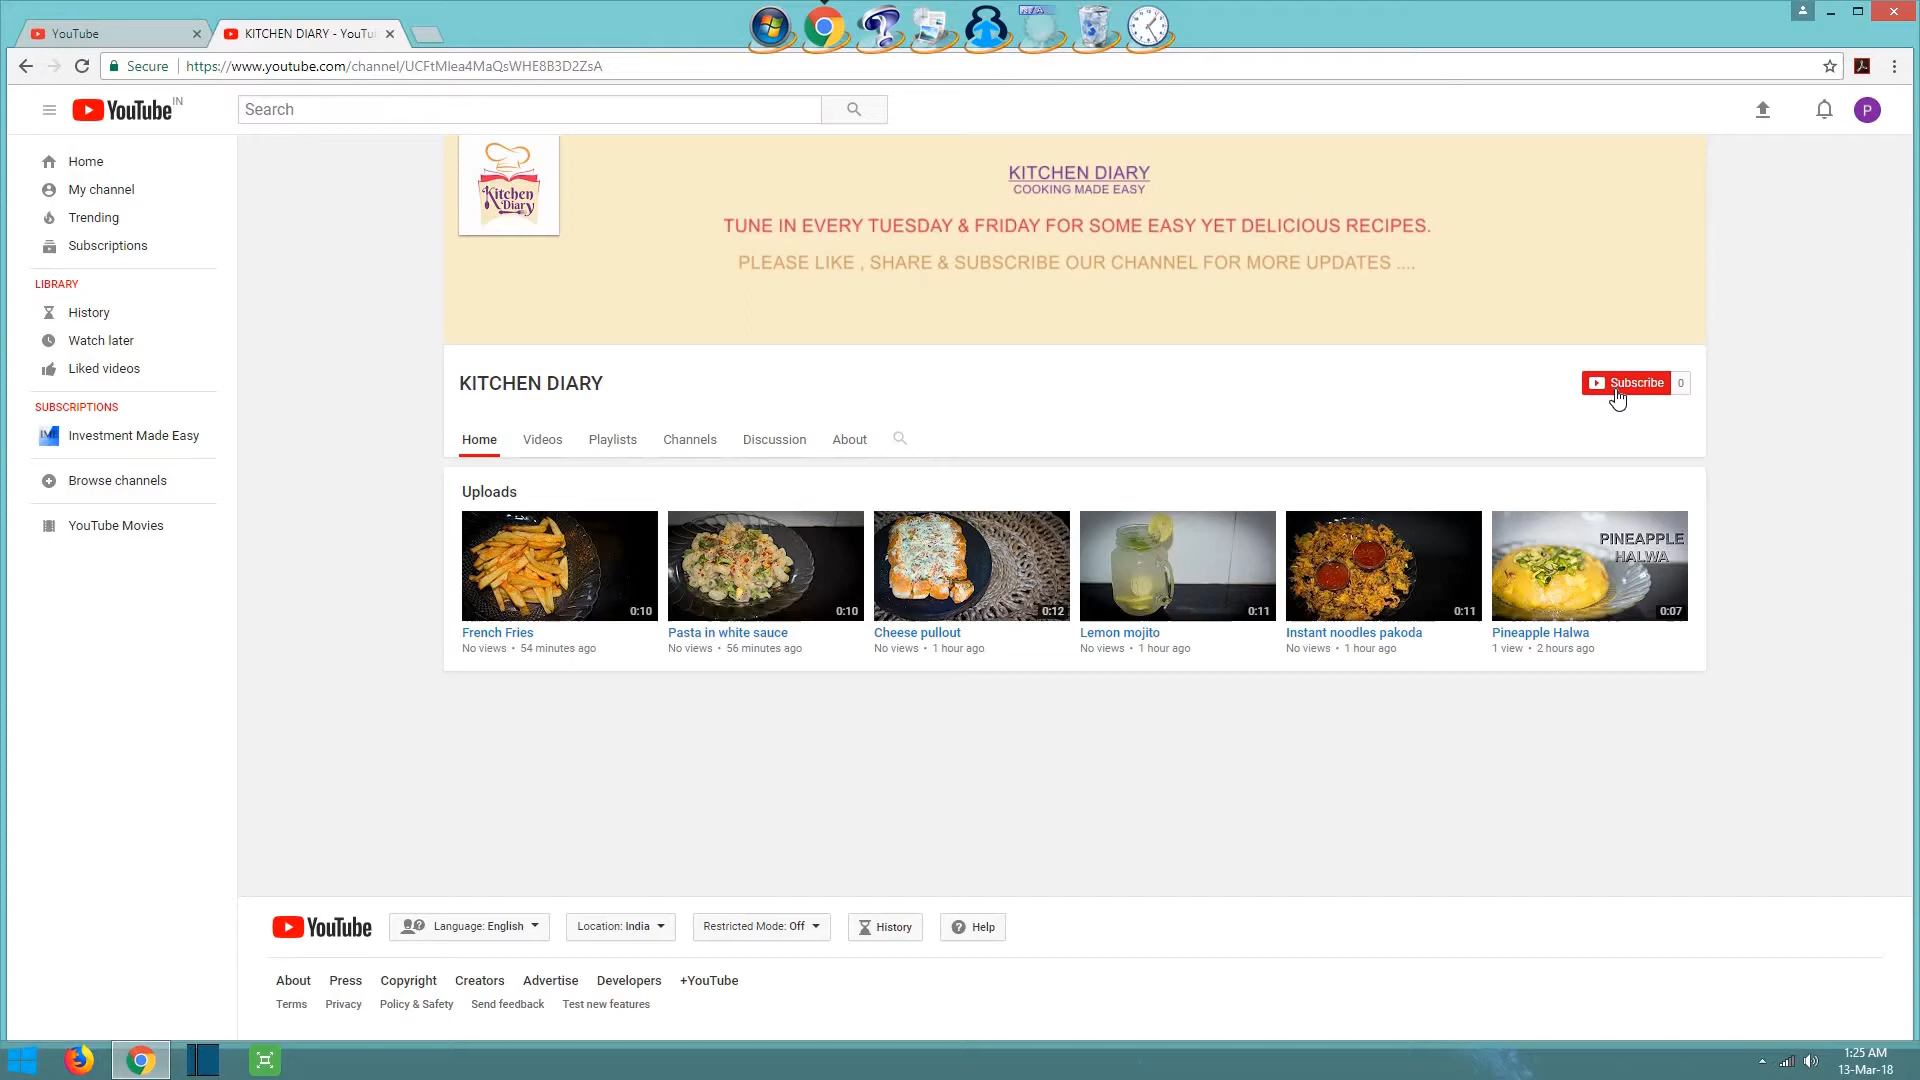 YouTube
KITCHEN DIARY - YouTu
Secure
https://www.youtube.com/channel/UCFtMlea4MaQsWHE8B3D2ZsA
YouTube IN
Search
P
Home
My channel
Trending
Subscriptions
LIBRARY
History
Watch later
Liked videos
SUBSCRIPTIONS
IME
Investment Made Easy
Browse channels
YouTube Movies
Kitchen
Diary
KITCHEN DIARY
COOKING MADE EASY
TUNE IN EVERY TUESDAY & FRIDAY FOR SOME EASY YET DELICIOUS RECIPES.
PLEASE LIKE , SHARE & SUBSCRIBE OUR CHANNEL FOR MORE UPDATES ....
KITCHEN DIARY
Subscribe 0
Home Videos Playlists Channels Discussion About
Uploads
0:10
French Fries
No views • 54 minutes ago
0:10
Pasta in white sauce
No views • 56 minutes ago
0:12
Cheese pullout
No views • 1 hour ago
0:11
Lemon mojito
No views • 1 hour ago
0:11
Instant noodles pakoda
No views • 1 hour ago
PINEAPPLE
HALWA
0:07
Pineapple Halwa
1 view • 2 hours ago
YouTube
Language: English
Location: India
Restricted Mode: Off
History
Help
About Press Copyright Creators Advertise Developers +YouTube
Terms Privacy Policy & Safety Send feedback Test new features
1:25 AM
13-Mar-18